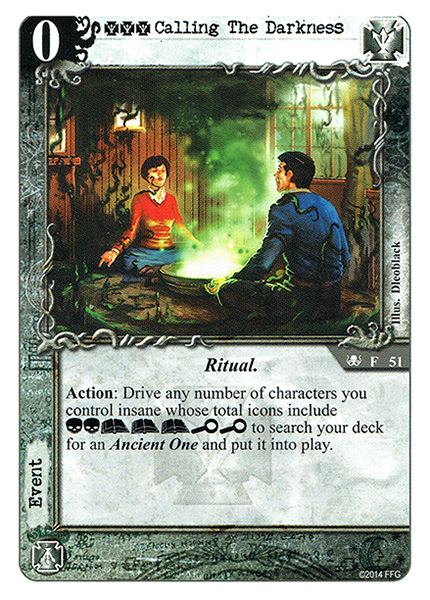 0
Calling The Darkness
Illus. Dleoblack
Ritual.
F 51
Action: Drive any number of characters you
control insane whose total icons include
to search your deck
for an Ancient One and put it into play.
Event
©2014 FFG